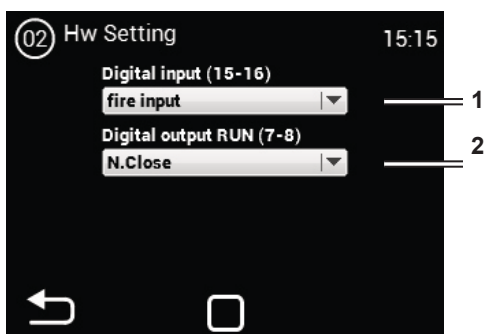 02 Hw Setting 15:15
Digital input (15-16)
fire input 1
Digital output RUN (7-8) 2
N.Close